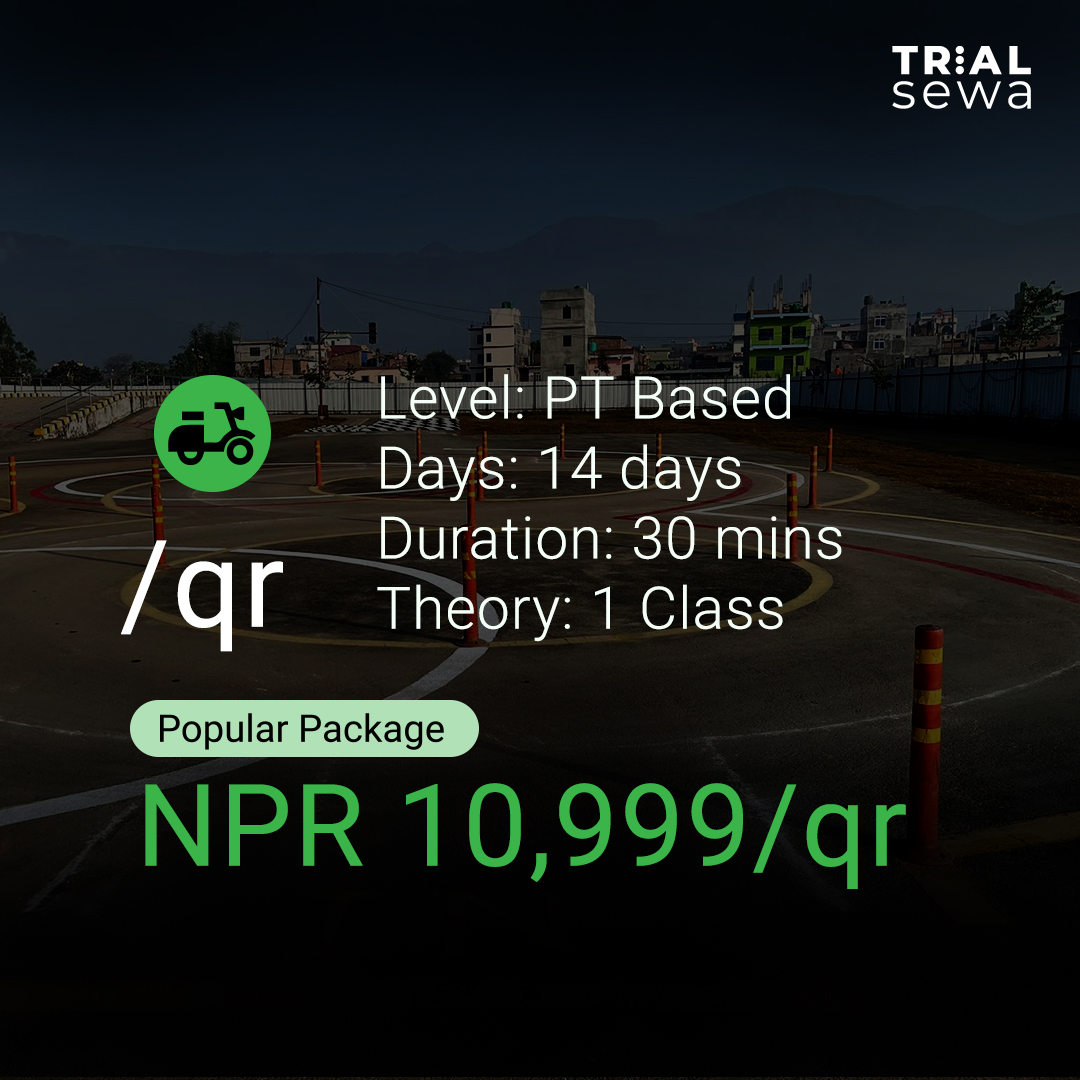 TRIAL
sewa
Level: PT Based
Days: 14 days
Duration: 30 mins
Theory: 1 Class
/qr
Popular Package
NPR 10,999/qr